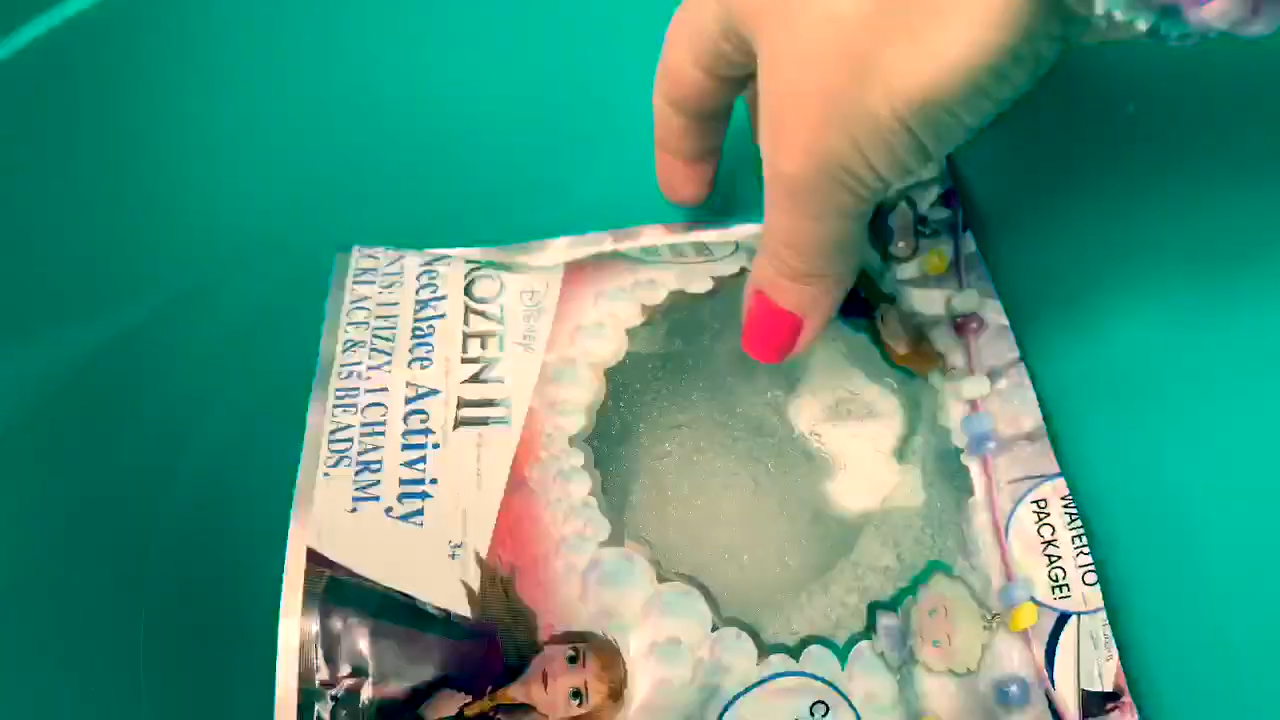 DISNEY
ROZEN II
Necklace Activity
NTS: 1 FIZZY, 1 CHARM,
CKLACE & 15 BEADS.
3+
WATER TO
PACKAGE!
C